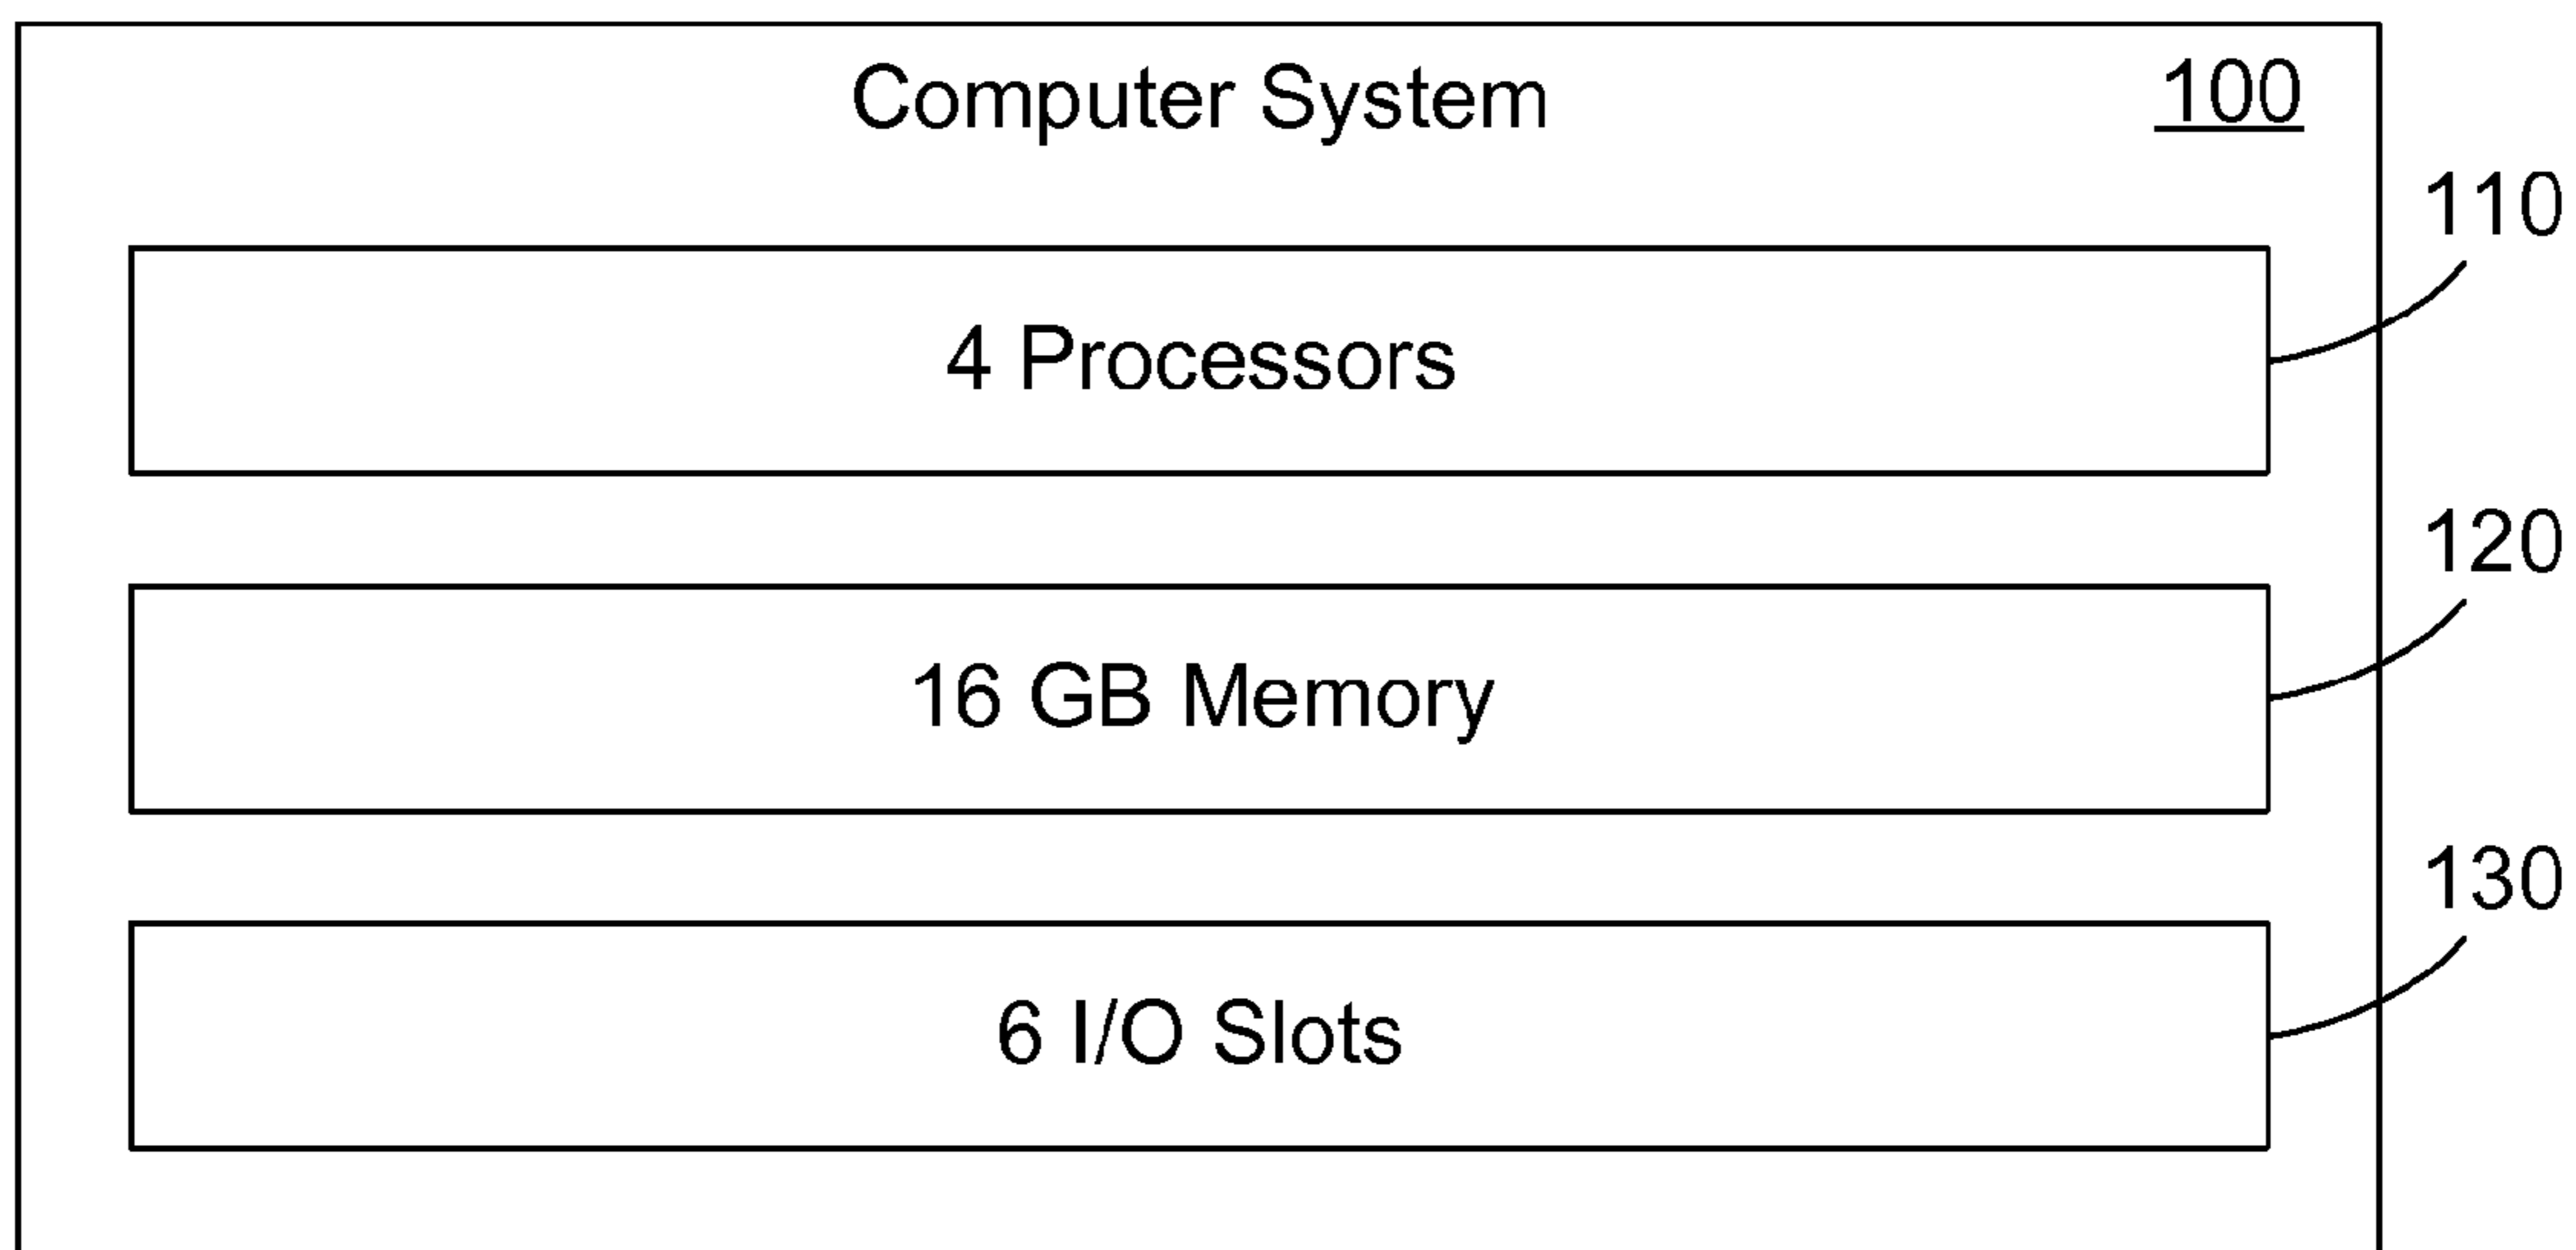 Computer System
100
110
4 Processors
120
16 GB Memory
130
6 I/O Slots